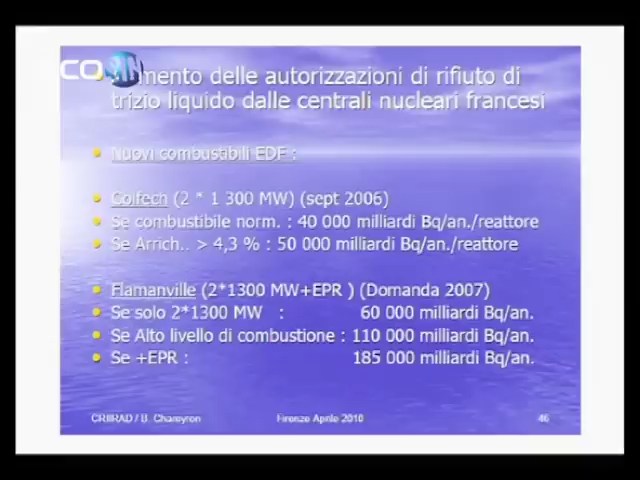 mento delle autorizzazioni di rifiuto di
trizio liquido dalle centrali nucleari francesi
Nuovi combustibili EDF :
Golfech (2 * 1 300 MW) (sept 2006)
Se combustibile norm. : 40 000 milliardi Bq/an./reattore
Se Arrich.. > 4,3 % : 50 000 milliardi Bq/an./reattore
Flamanville (2*1300 MW+EPR ) (Domanda 2007)
Se solo 2*1300 MW : 60 000 milliardi Bq/an.
Se Alto livello di combustione : 110 000 milliardi Bq/an.
Se +EPR : 185 000 milliardi Bq/an.
CRIIRAD / B. Chareyron Firenze Aprile 2010 46